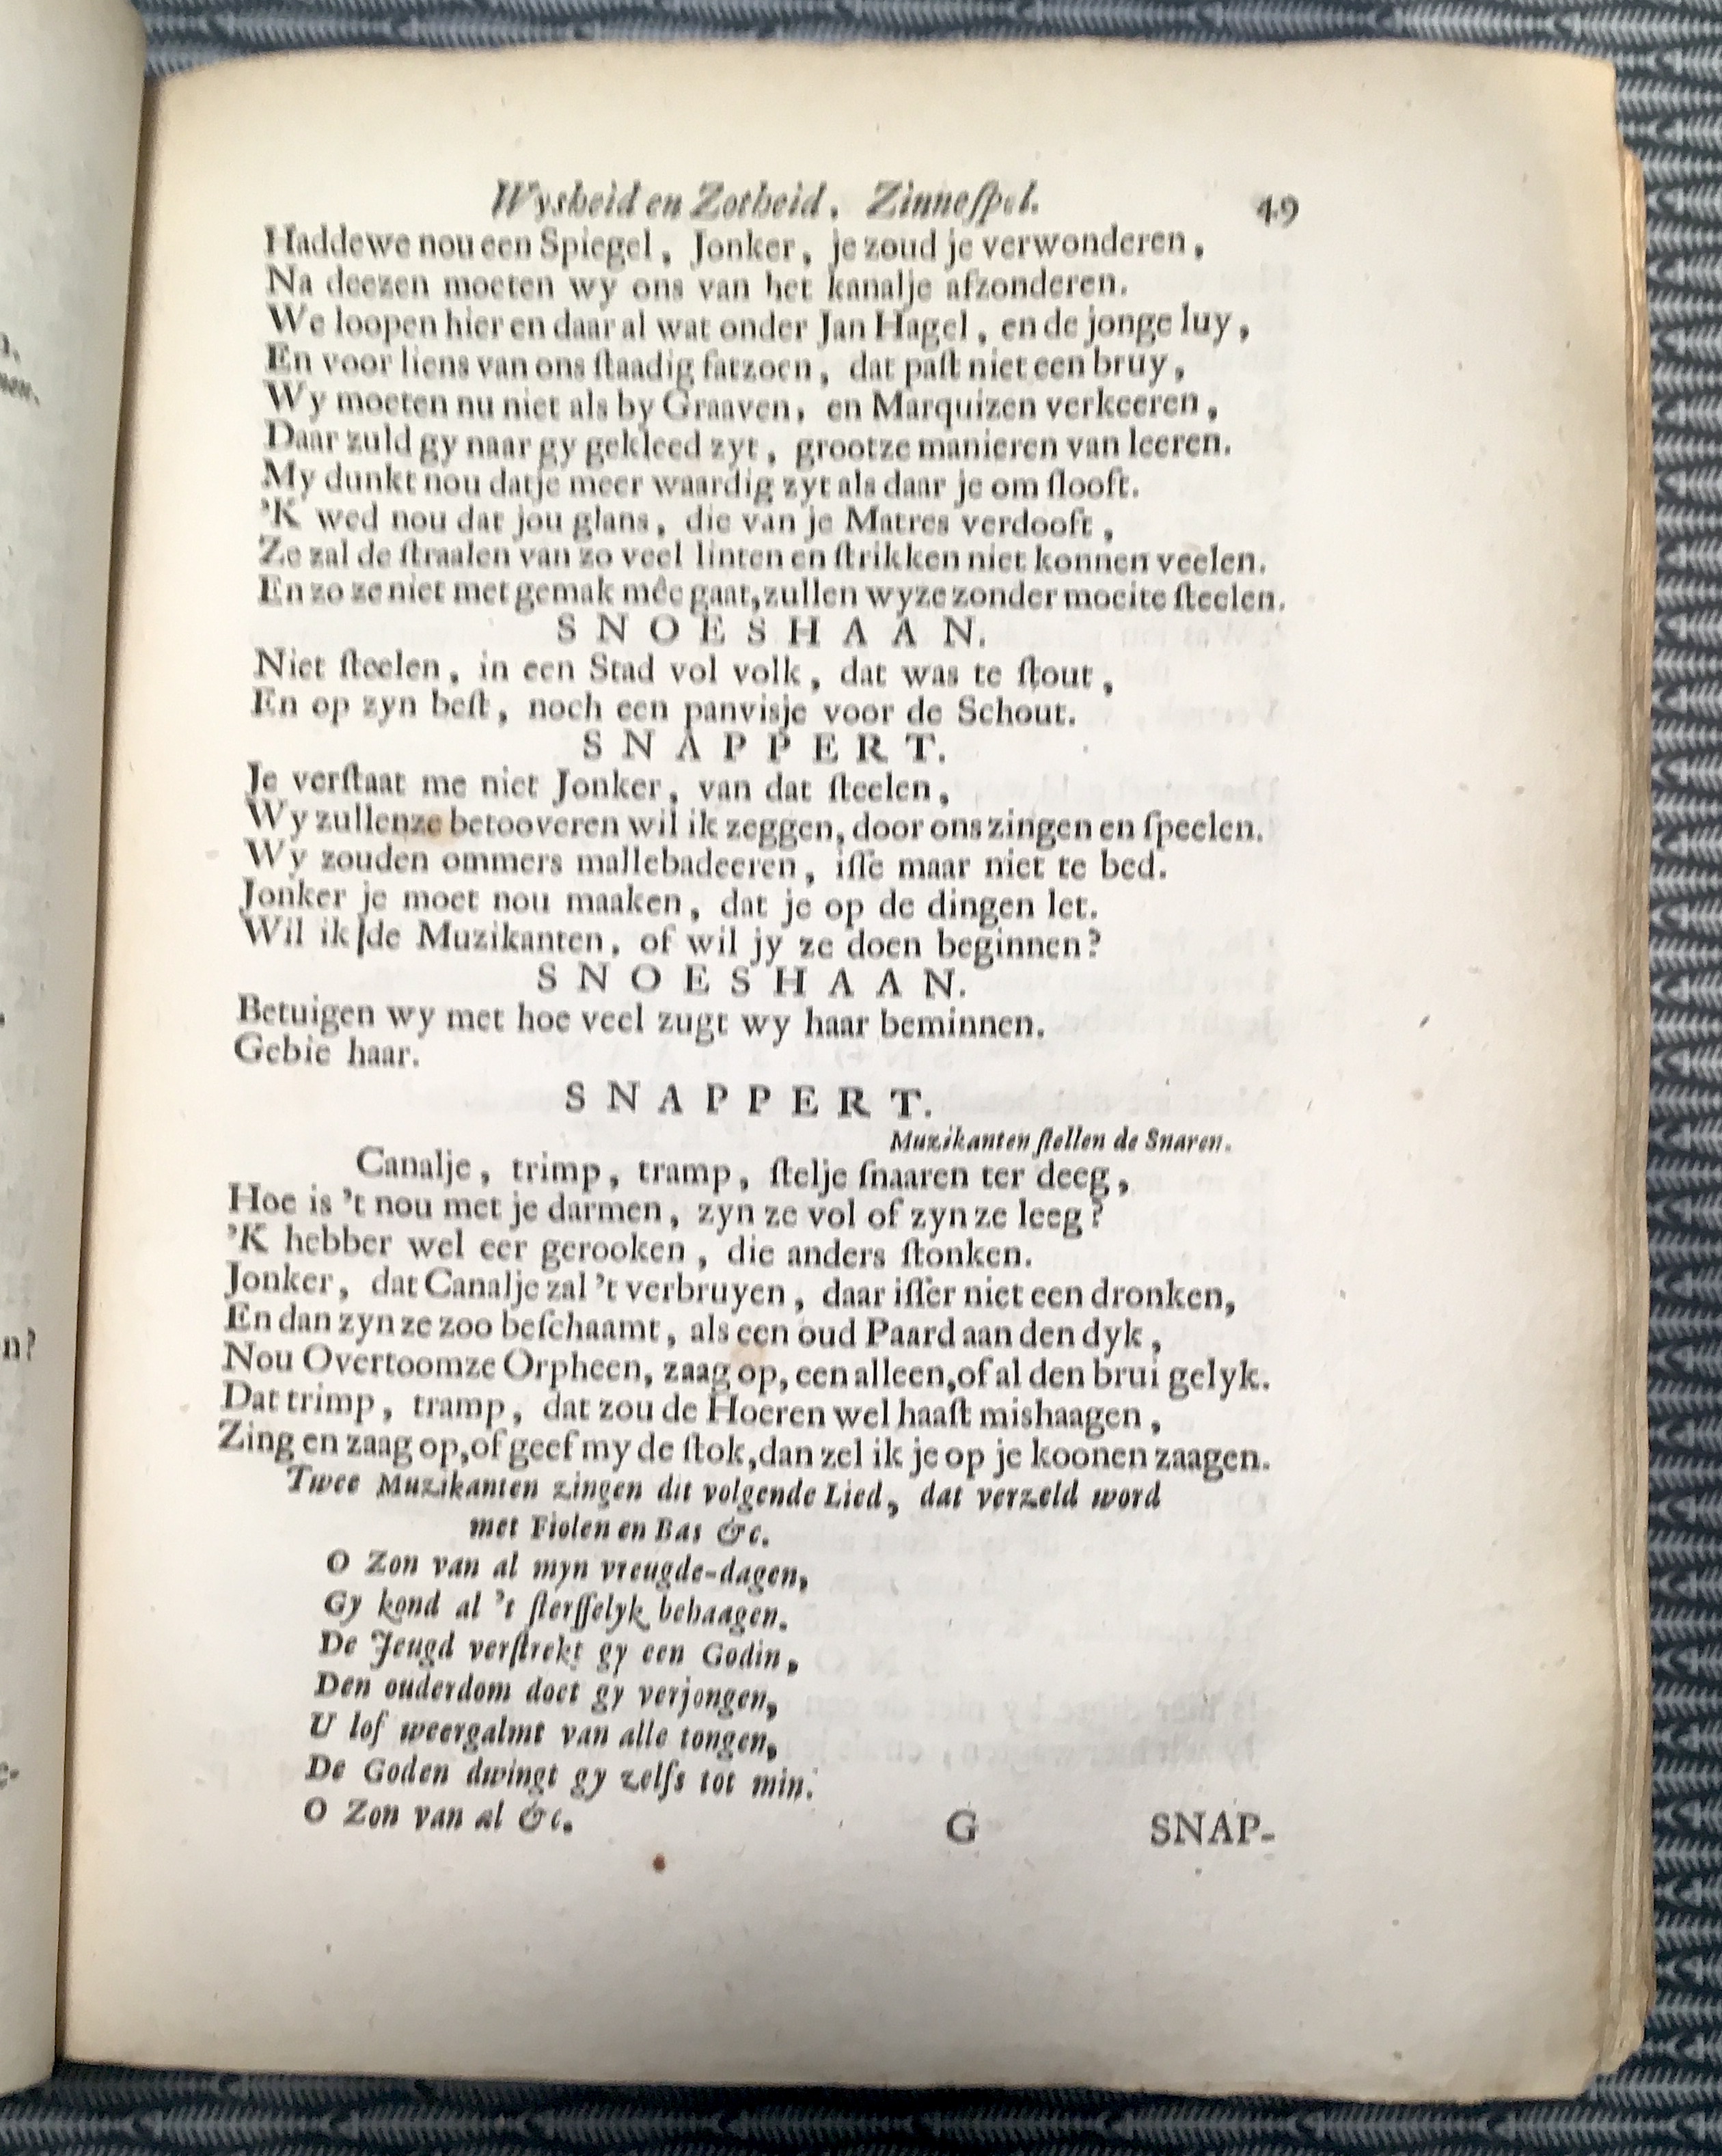 Wysheid en Zotheid, Zinneſpel. 49
Haddewe nou een Spiegel, Jonker, je zoud je verwonderen,
Na deezen moeten wy ons van het kanalje afzonderen.
We loopen hier en daar al wat onder Jan Hagel, en de jonge luy,
En voor liens van ons ſtaadig fatzoen, dat paſt niet een bruy,
Wy moeten nu niet als by Graaven, en Marquizen verkeeren,
Daar zuld gy naar gy gekleed zyt, grootze manieren van leeren.
My dunkt nou datje meer waardig zyt als daar je om ſlooft.
'K wed nou dat jou glans, die van je Matres verdooft,
Ze zal de ſtraalen van zo veel linten en ſtrikken niet konnen veelen.
En zo ze niet met gemak mêe gaat, zullen wyze zonder moeite ſteelen.
SNOESHAAN.
Niet ſteelen, in een Stad vol volk, dat was te ſtout,
En op zyn beſt, noch een panvisje voor de Schout.
SNAPPERT.
Je verſtaat me niet Jonker, van dat ſteelen,
Wy zullenze betooveren wil ik zeggen, door ons zingen en ſpeelen.
Wy zouden ommers mallebadeeren, iſſe maar niet te bed.
Jonker je moet nou maaken, dat je op de dingen let.
Wil ik de Muzikanten, of wil jy ze doen beginnen?
SNOESHAAN.
Betuigen wy met hoe veel zugt wy haar beminnen.
Gebie haar.
SNAPPERT.
Muzikanten ſtellen de Snaren.
Canalje, trimp, tramp, ſtelje ſnaaren ter deeg,
Hoe is 't nou met je darmen, zyn ze vol of zyn ze leeg?
'K hebber wel eer gerooken, die anders ſtonken.
Jonker, dat Canalje zal 't verbruyen, daar iſſer niet een dronken,
En dan zyn ze zoo beſchaamt, als een oud Paard aan den dyk,
Nou Overtoomze Orpheen, zaag op, een alleen, of al den brui gelyk.
Dat trimp, tramp, dat zou de Hoeren wel haaſt mishaagen,
Zing en zaag op, of geef my de ſtok, dan zel ik je op je koonen zaagen.
Twee Muzikanten zingen dit volgende Lied, dat verzeld word
met Fiolen en Bas &c.
O Zon van al myn vreugde-dagen,
Gy kond al 't ſterffelyk behaagen.
De Jeugd verſtrekt gy een Godin,
Den ouderdom doet gy verjongen,
U lof weergalmt van alle tongen,
De Goden dwingt gy zelfs tot min.
O Zon van al &c.
G SNAP-
n?